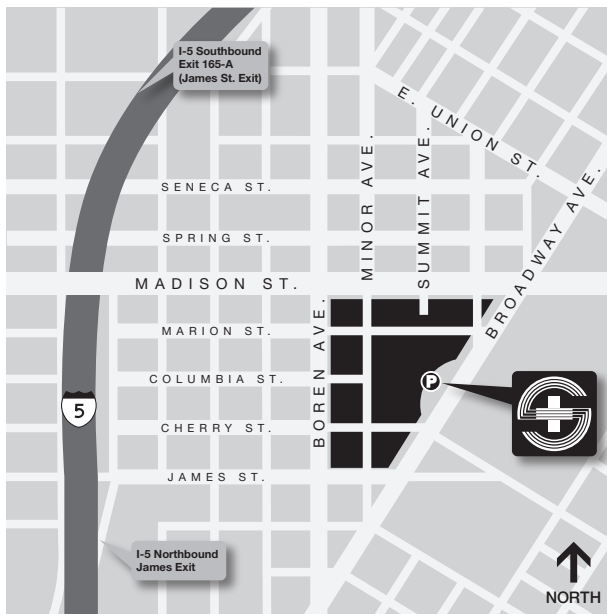 I-5 Southbound
Exit 165-A
(James St. Exit)
E. UNION ST.
MINOR AVE.
SUMMIT AVE.
BROADWAY AVE.
SENECA ST.
SPRING ST.
MADISON ST.
BOREN AVE.
MARION ST.
COLUMBIA ST.
P
5
CHERRY ST.
JAMES ST.
I-5 Northbound
James Exit
NORTH